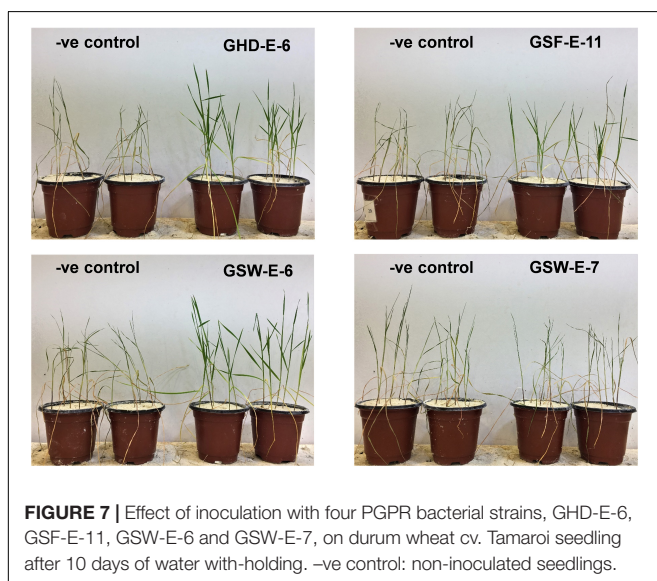 -ve control GHD-E-6
-ve control GSF-E-11
-ve control GSW-E-6
-ve control GSW-E-7
FIGURE 7 | Effect of inoculation with four PGPR bacterial strains, GHD-E-6,
GSF-E-11, GSW-E-6 and GSW-E-7, on durum wheat cv. Tamaroi seedling
after 10 days of water with-holding. –ve control: non-inoculated seedlings.